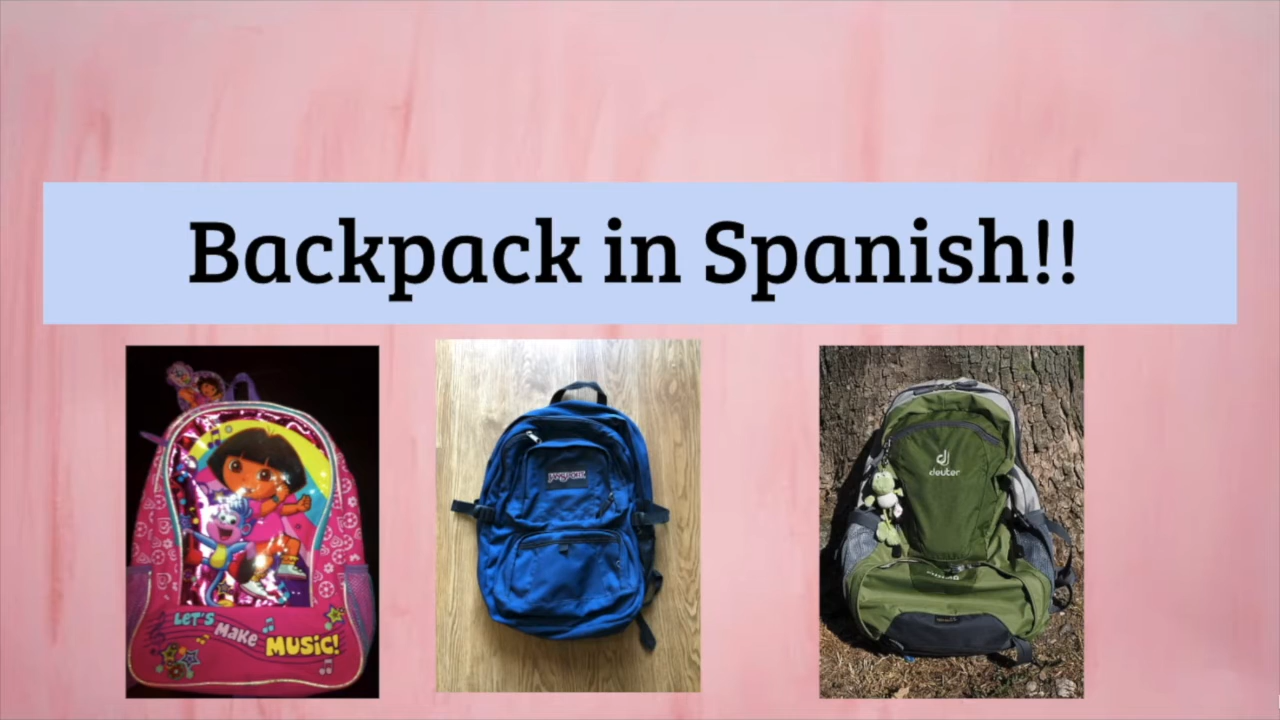 Backpack in Spanish!!
LET'S
MaKe
MUSIC!
JANSPORT
deuter